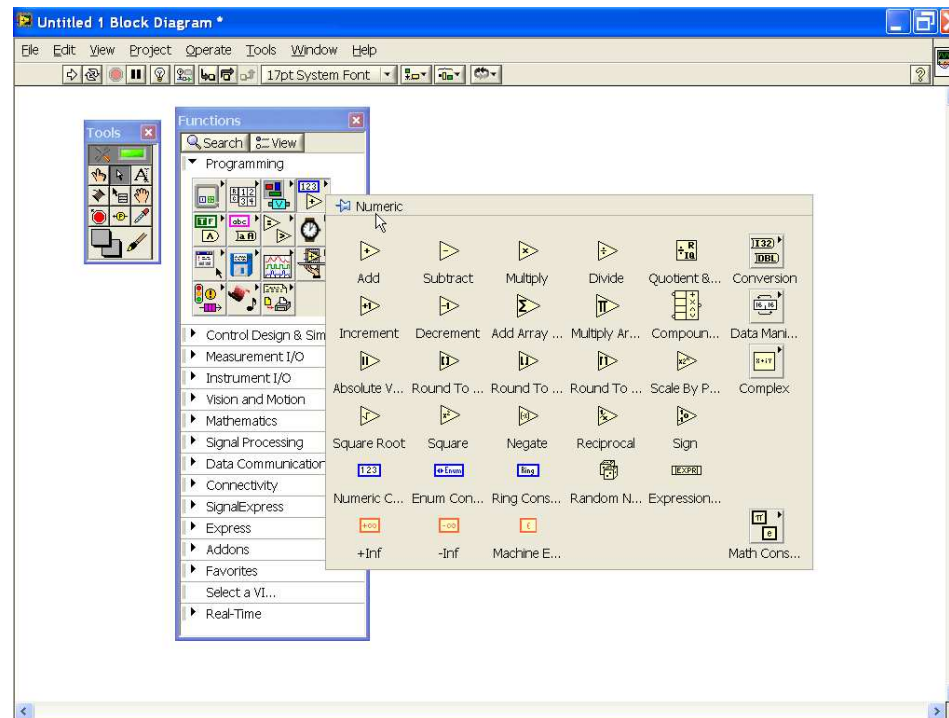 Untitled 1 Block Diagram *
File Edit View Project Operate Tools Window Help
17pt System Font
Tools
Functions
Search View
Programming
Numeric
Add Subtract Multiply Divide Quotient &... Conversion
Increment Decrement Add Array ... Multiply Ar... Compoun... Data Mani...
Absolute V... Round To ... Round To ... Round To ... Scale By P... Complex
Square Root Square Negate Reciprocal Sign
Numeric C... Enum Con... Ring Cons... Random N... Expression...
+Inf -Inf Machine E... Math Cons...
Control Design & Sim
Measurement I/O
Instrument I/O
Vision and Motion
Mathematics
Signal Processing
Data Communication
Connectivity
SignalExpress
Express
Addons
Favorites
Select a VI...
Real-Time